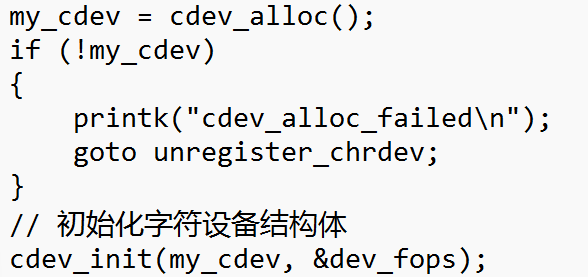 my_cdev = cdev_alloc();
if (!my_cdev)
{
    printk("cdev_alloc_failed\n");
    goto unregister_chrdev;
}
// 初始化字符设备结构体
cdev_init(my_cdev, &dev_fops);